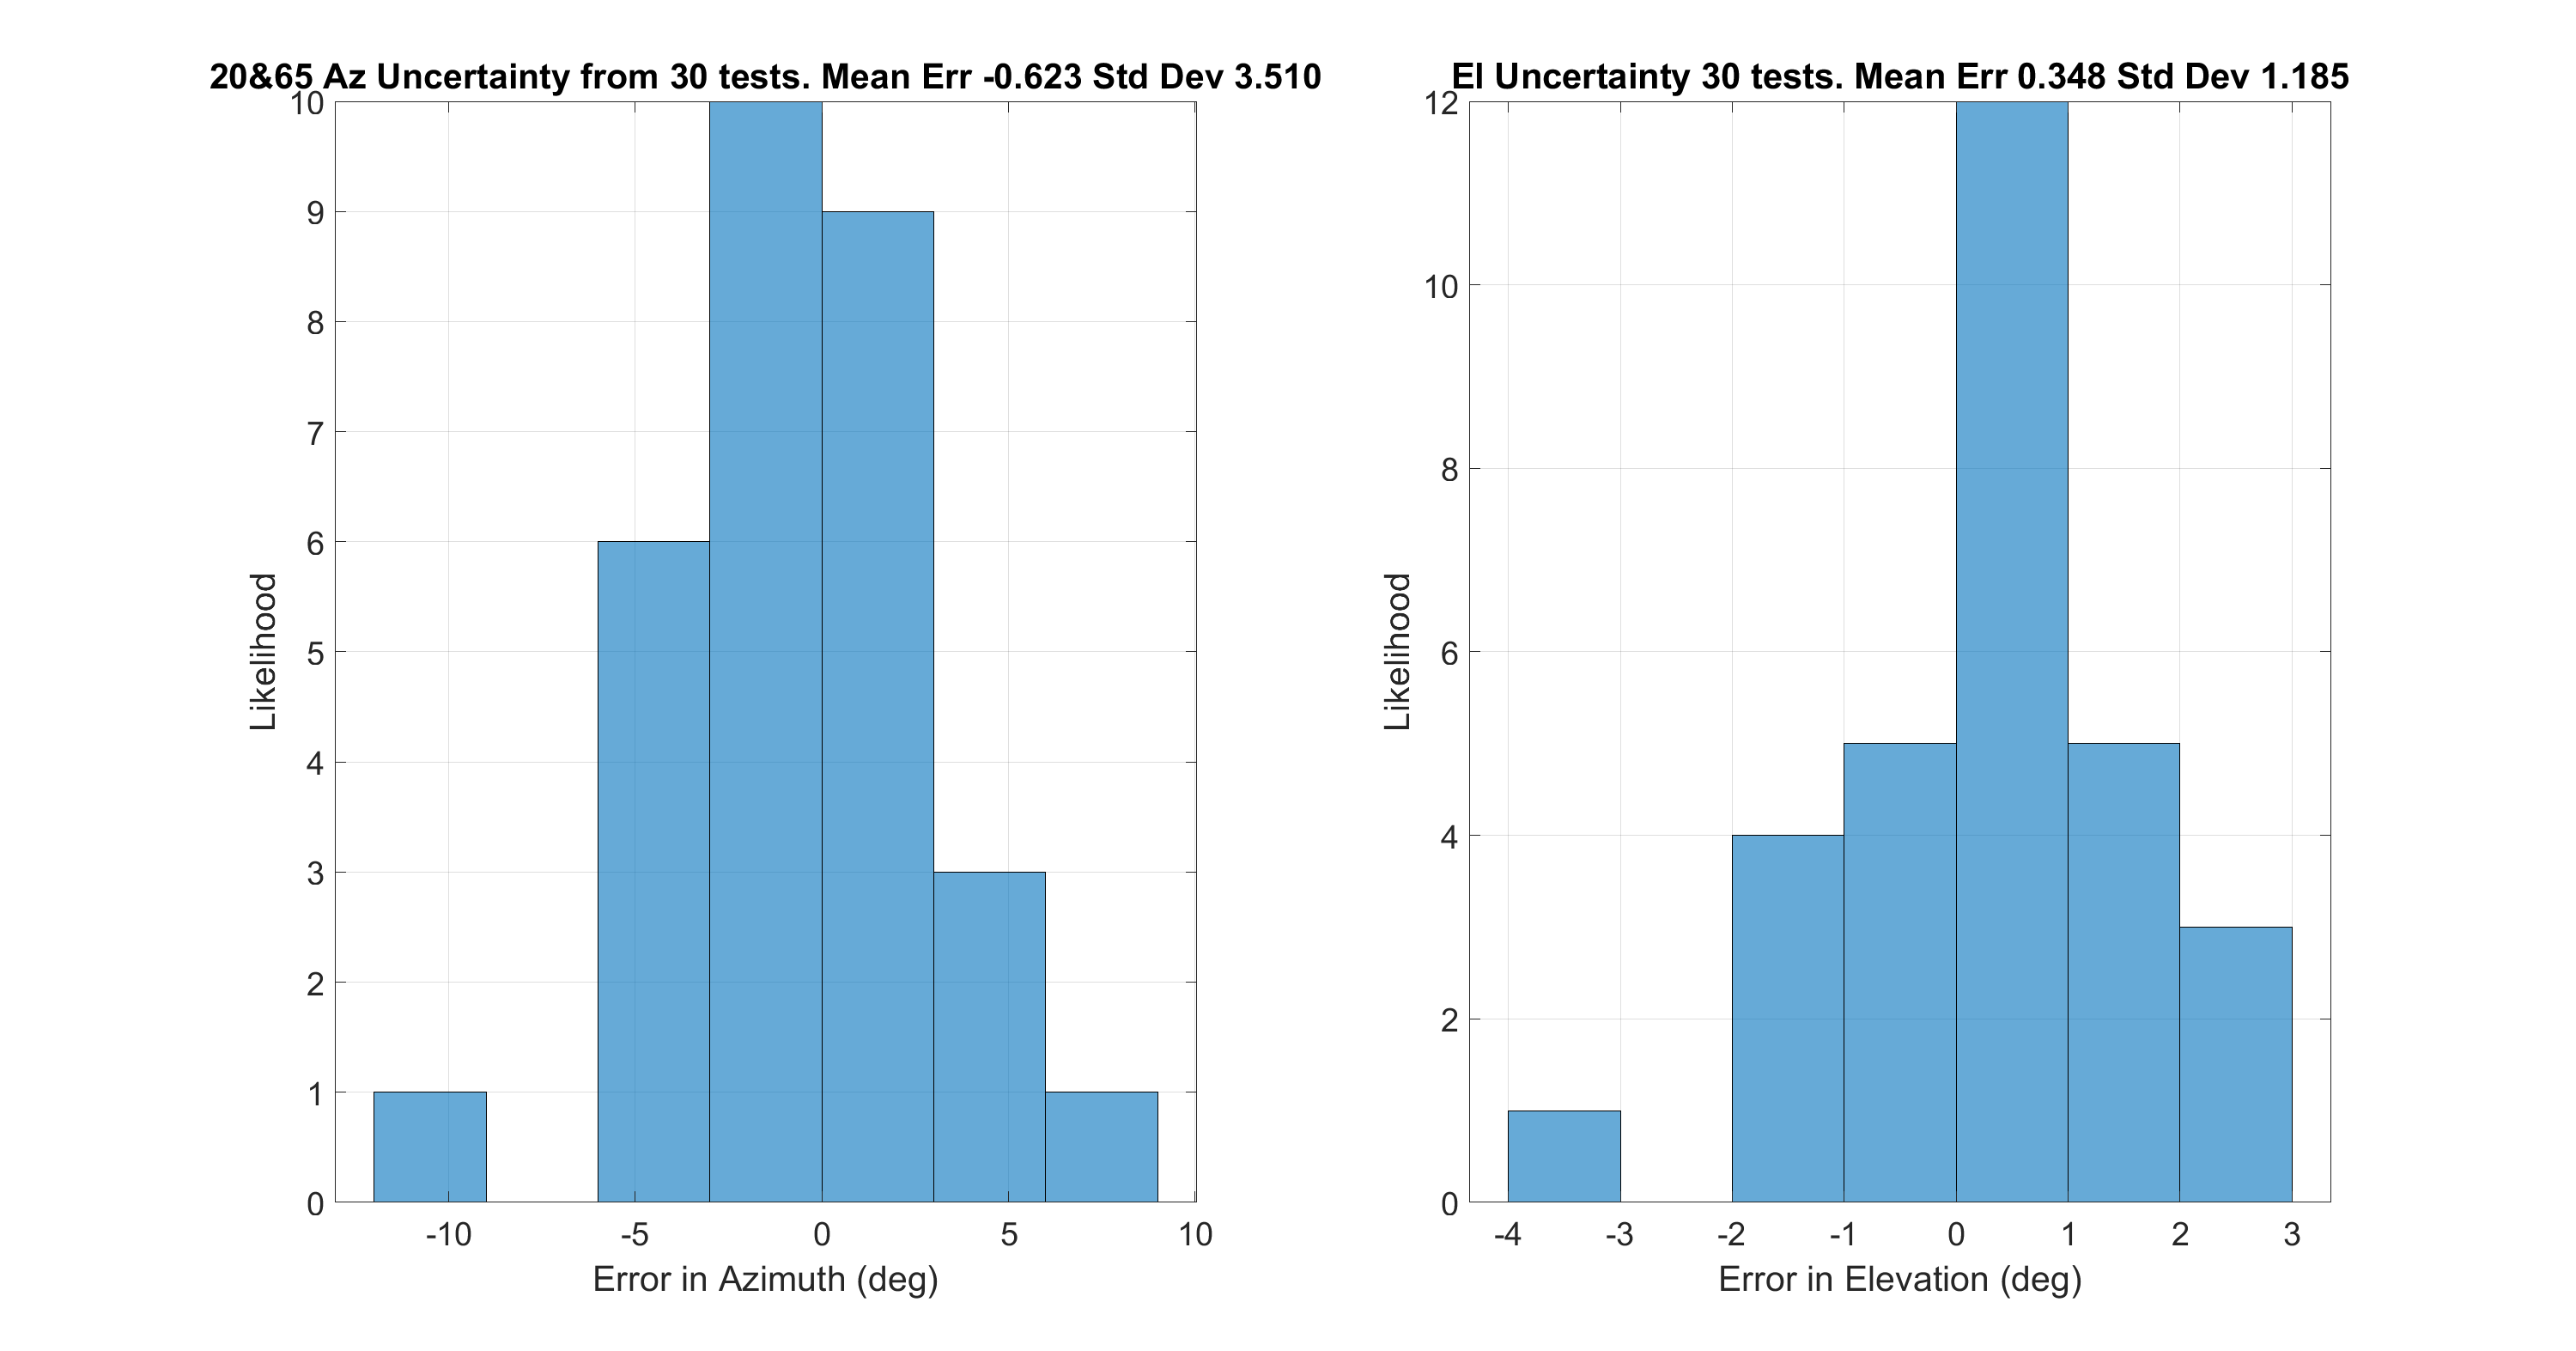 20&65 Az Uncertainty from 30 tests. Mean Err -0.623 Std Dev 3.510
10
9
8
7
6
5
4
3
2
1
0
Likelihood
-10 -5 0 5 10
Error in Azimuth (deg)
El Uncertainty 30 tests. Mean Err 0.348 Std Dev 1.185
12
10
8
6
4
2
0
Likelihood
-4 -3 -2 -1 0 1 2 3
Error in Elevation (deg)